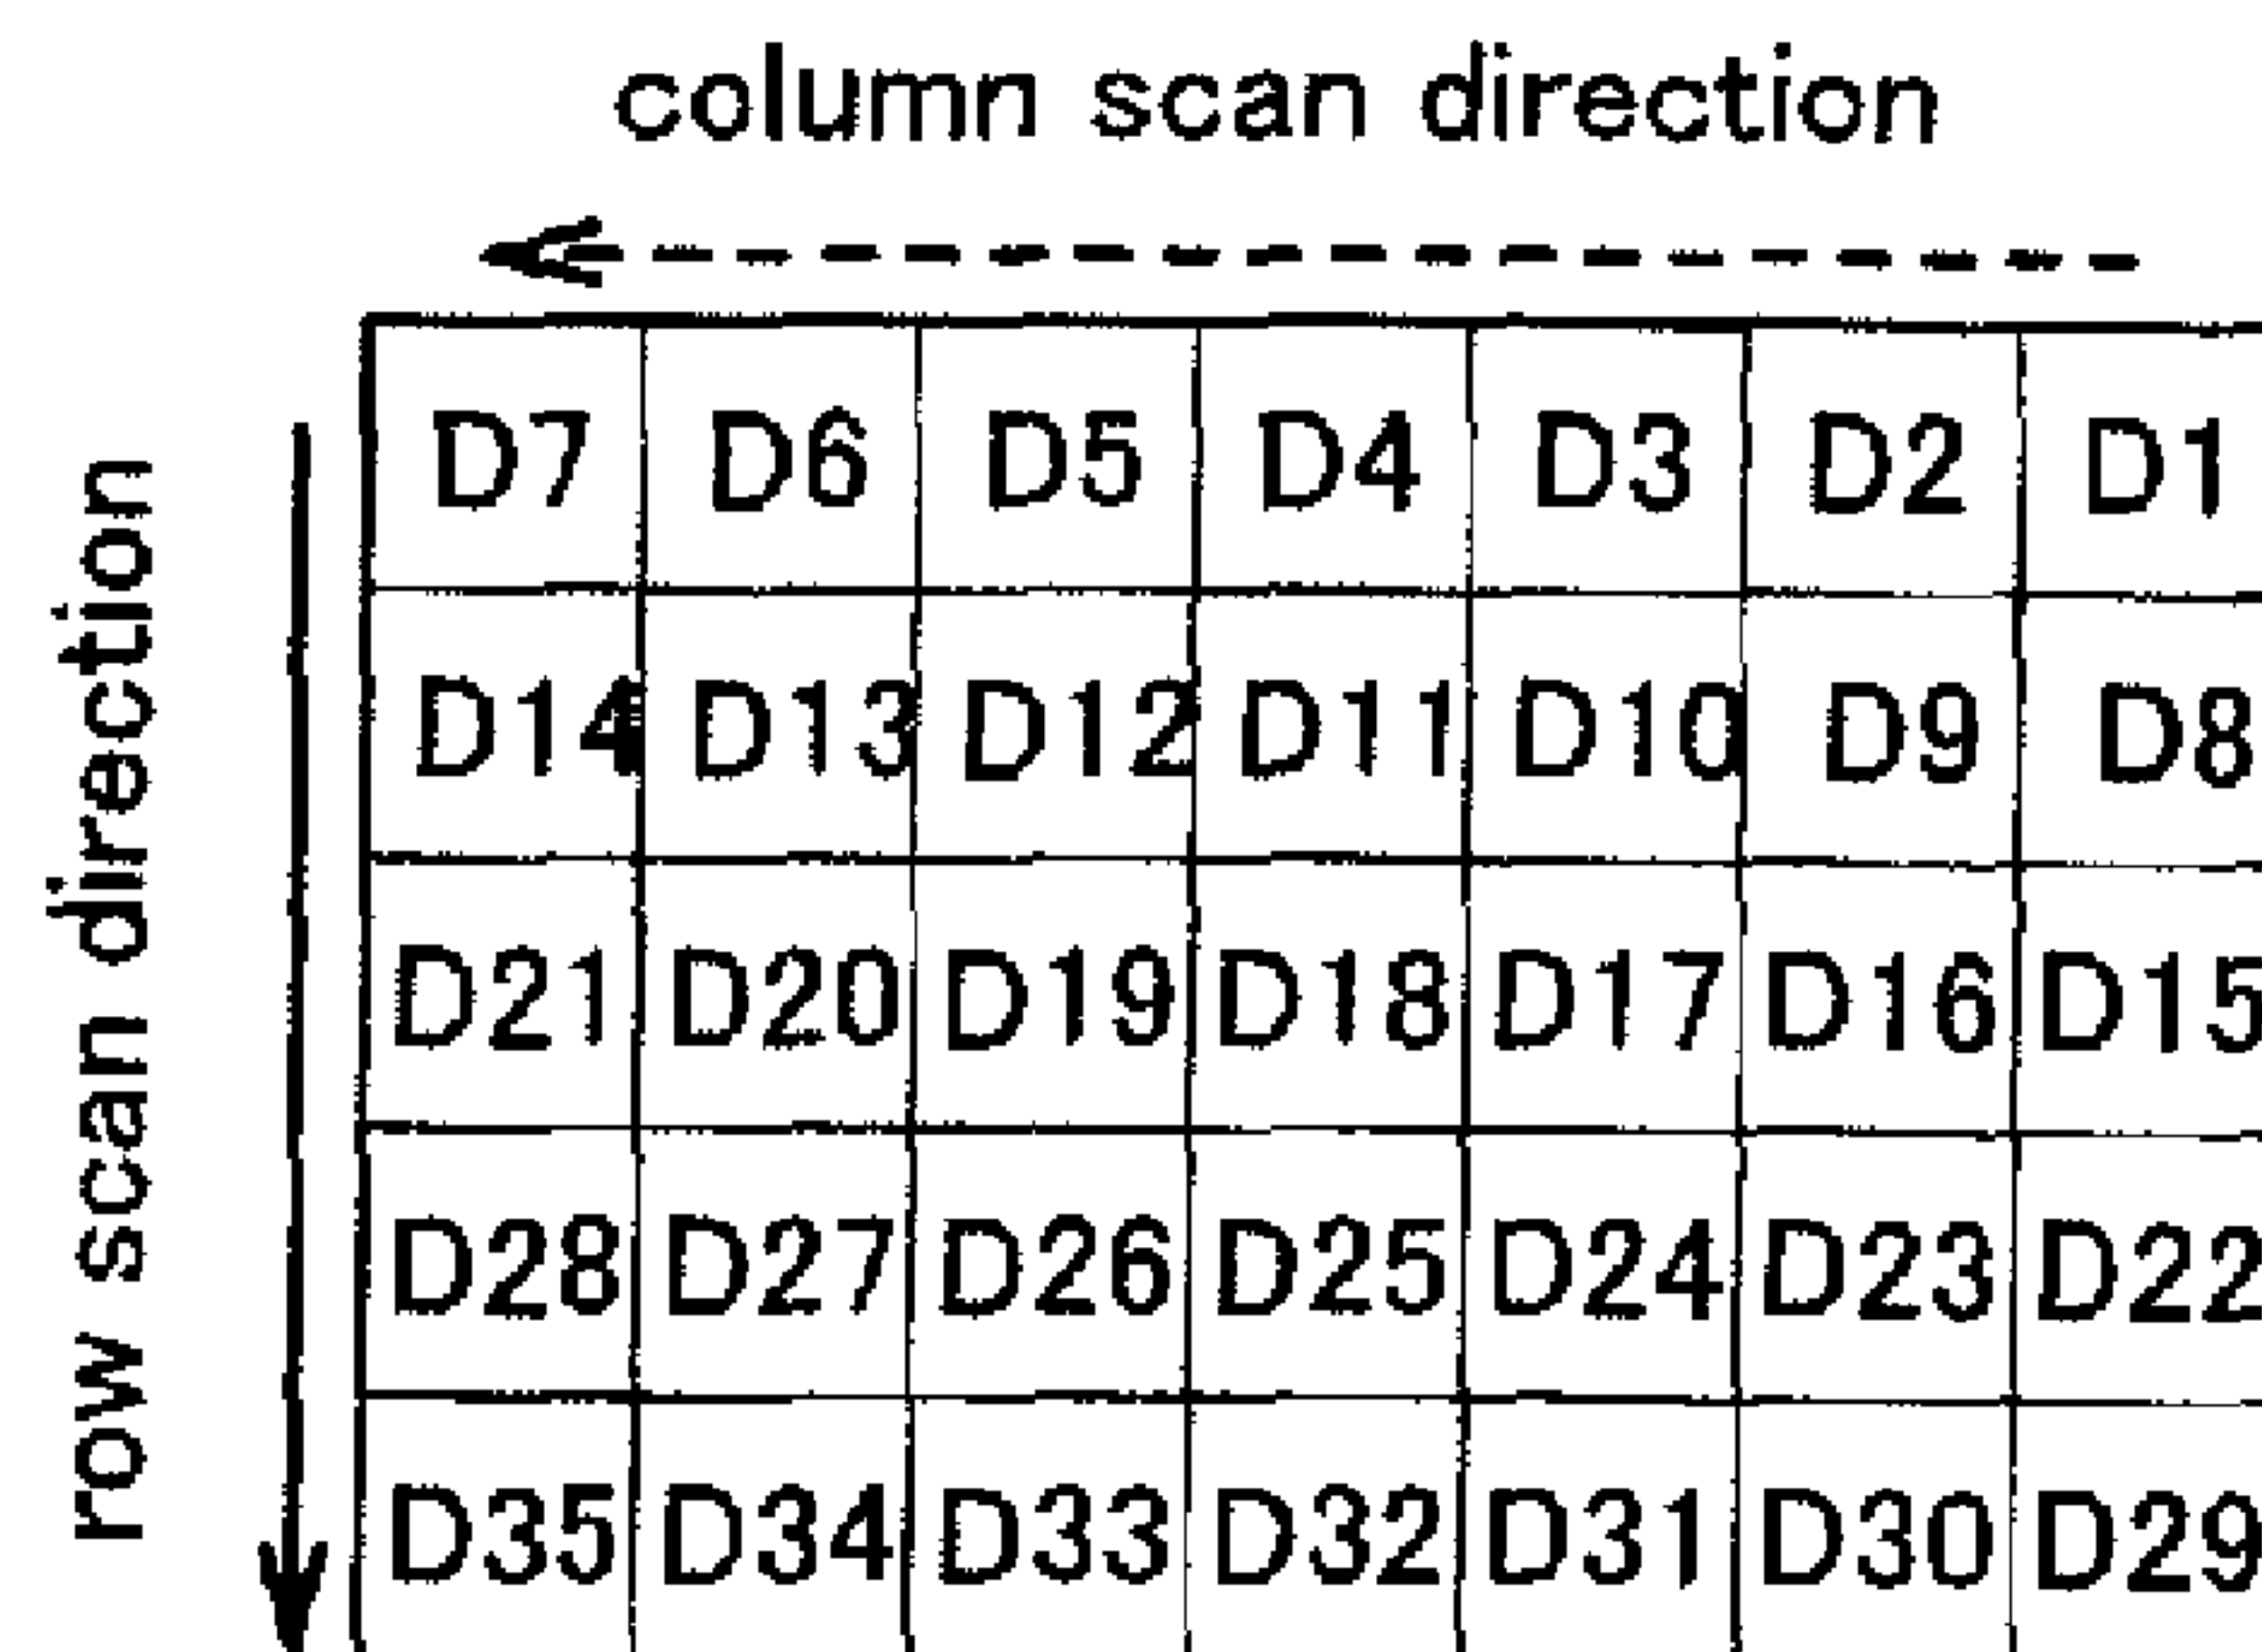 column scan direction
row scan direction
D7 D6 D5 D4 D3 D2 D1
D14 D13 D12 D11 D10 D9 D8
D21 D20 D19 D18 D17 D16 D15
D28 D27 D26 D25 D24 D23 D22
D35 D34 D33 D32 D31 D30 D29